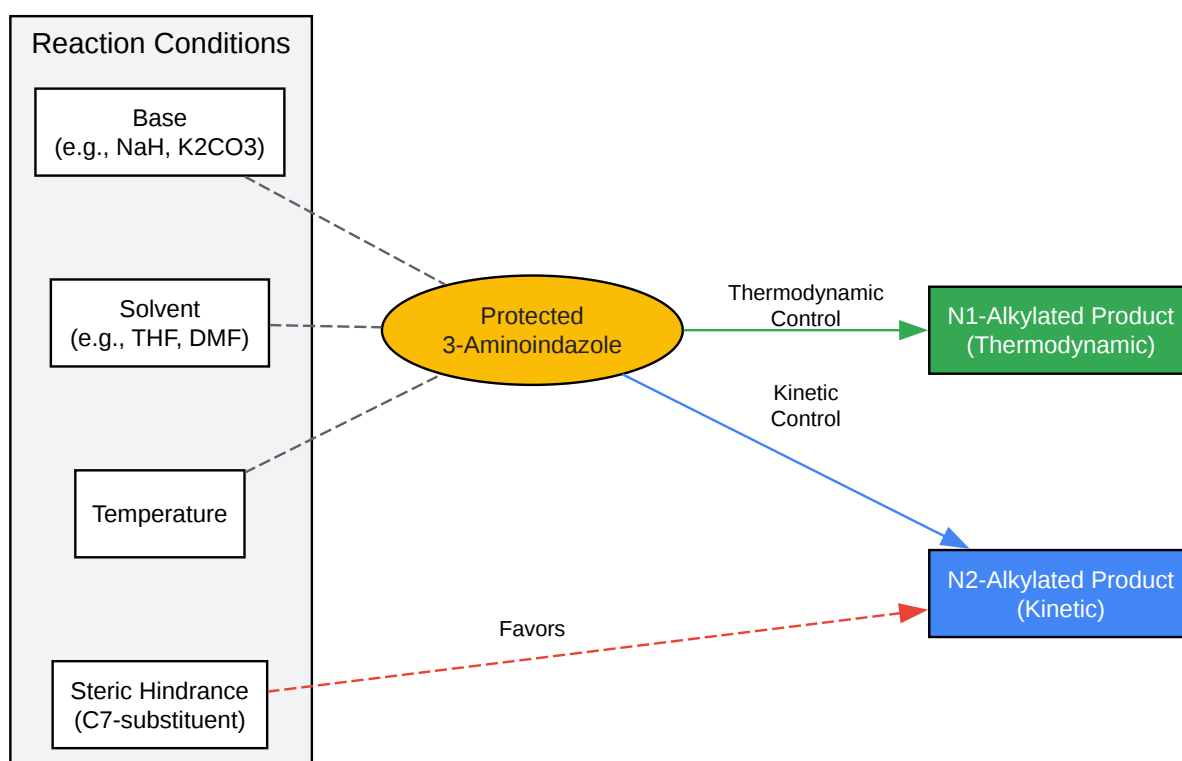 Reaction Conditions
Base
(e.g., NaH, K2CO3)
Solvent
(e.g., THF, DMF)
Temperature
Steric Hindrance
(C7-substituent)
Protected
3-Aminoindazole
Thermodynamic
Control
Kinetic
Control
Favors
N1-Alkylated Product
(Thermodynamic)
N2-Alkylated Product
(Kinetic)